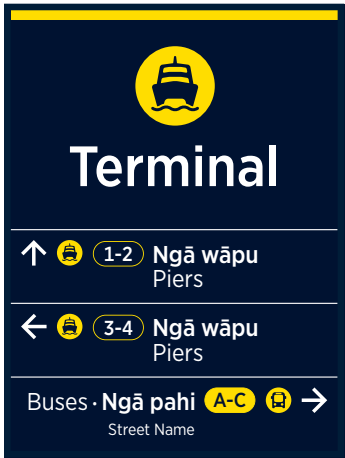 Terminal
1-2 Ngā wāpu
Piers
3-4 Ngā wāpu
Piers
Buses · Ngā pahi A-C
Street Name